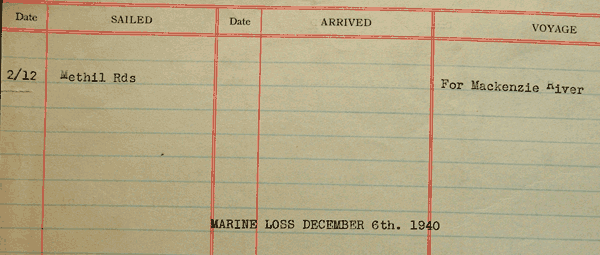 Date SAILED Date ARRIVED VOYAGE
2/12 Methil Rds For Mackenzie River
MARINE LOSS DECEMBER 6th. 1940